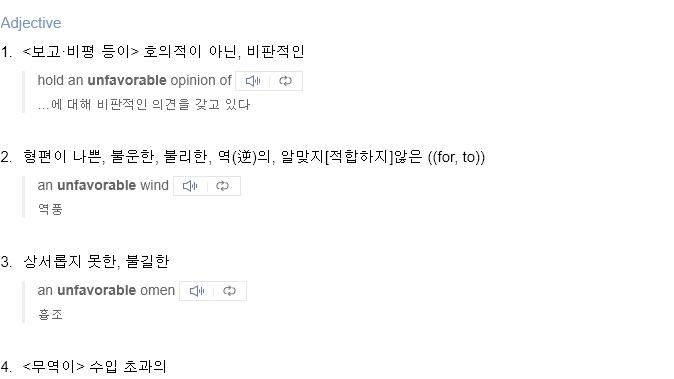 Adjective
1. <보고·비평 등이> 호의적이 아닌, 비판적인
hold an unfavorable opinion of
…에 대해 비판적인 의견을 갖고 있다
2. 형편이 나쁜, 불운한, 불리한, 역(逆)의, 알맞지[적합하지]않은 ((for, to))
an unfavorable wind
역풍
3. 상서롭지 못한, 불길한
an unfavorable omen
흉조
4. <무역이> 수입 초과의